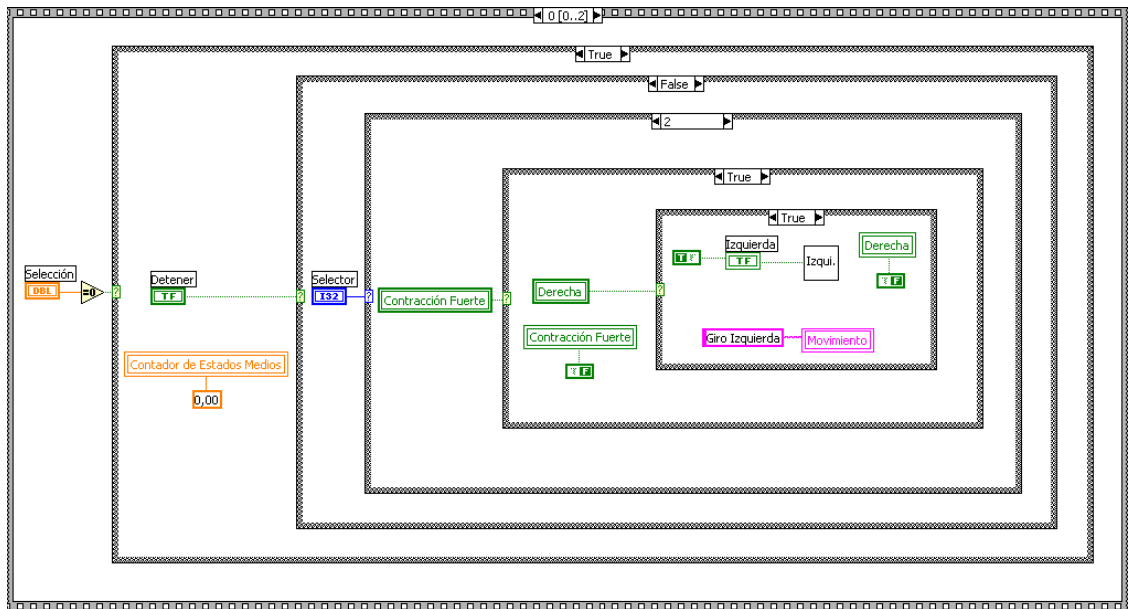 0 [0..2]
True
False
2
True
True
Selección
DBL
=0
?
Detener
TF
Contador de Estados Medios
0,00
?
Selector
I32
?
Contracción Fuerte
?
Derecha
Contracción Fuerte
F
?
T
Izquierda
TF
Izqui.
Derecha
F
Giro Izquierda
Movimiento